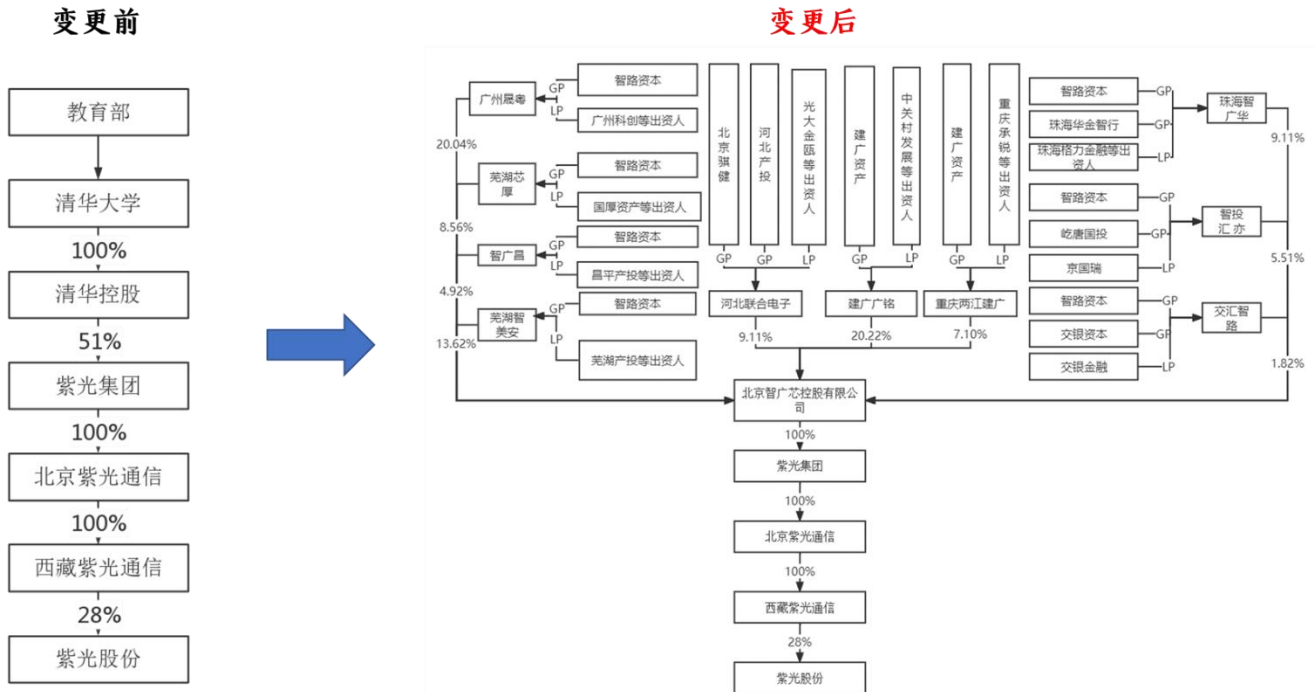 变更前
教育部
清华大学
100%
清华控股
51%
紫光集团
100%
北京紫光通信
100%
西藏紫光通信
28%
紫光股份
变更后
广州晟粤
GP
智路资本
LP
广州科创等出资人
20.04%
芜湖芯
厚
GP
智路资本
LP
国厚资产等出资人
8.56%
智广昌
GP
智路资本
LP
昌平产投等出资人
4.92%
芜湖智
美安
GP
智路资本
LP
芜湖产投等出资人
13.62%
北京骐健
河北产投
光大金瓯等出资人
建广资产
中关村发展等出资人
建广资产
重庆承锐等出资人
GP
GP
LP
GP
LP
GP
LP
河北联合电子
建广广铭
重庆两江建广
9.11%
20.22%
7.10%
智路资本
GP
珠海华金智行
GP
珠海格力金融等出
资人
LP
珠海智
广华
9.11%
智路资本
GP
屹唐国投
GP
京国瑞
LP
智投
汇亦
5.51%
智路资本
GP
交银资本
GP
交银金融
LP
交汇智
路
1.82%
北京智广芯控股有限公
司
100%
紫光集团
100%
北京紫光通信
100%
西藏紫光通信
28%
紫光股份